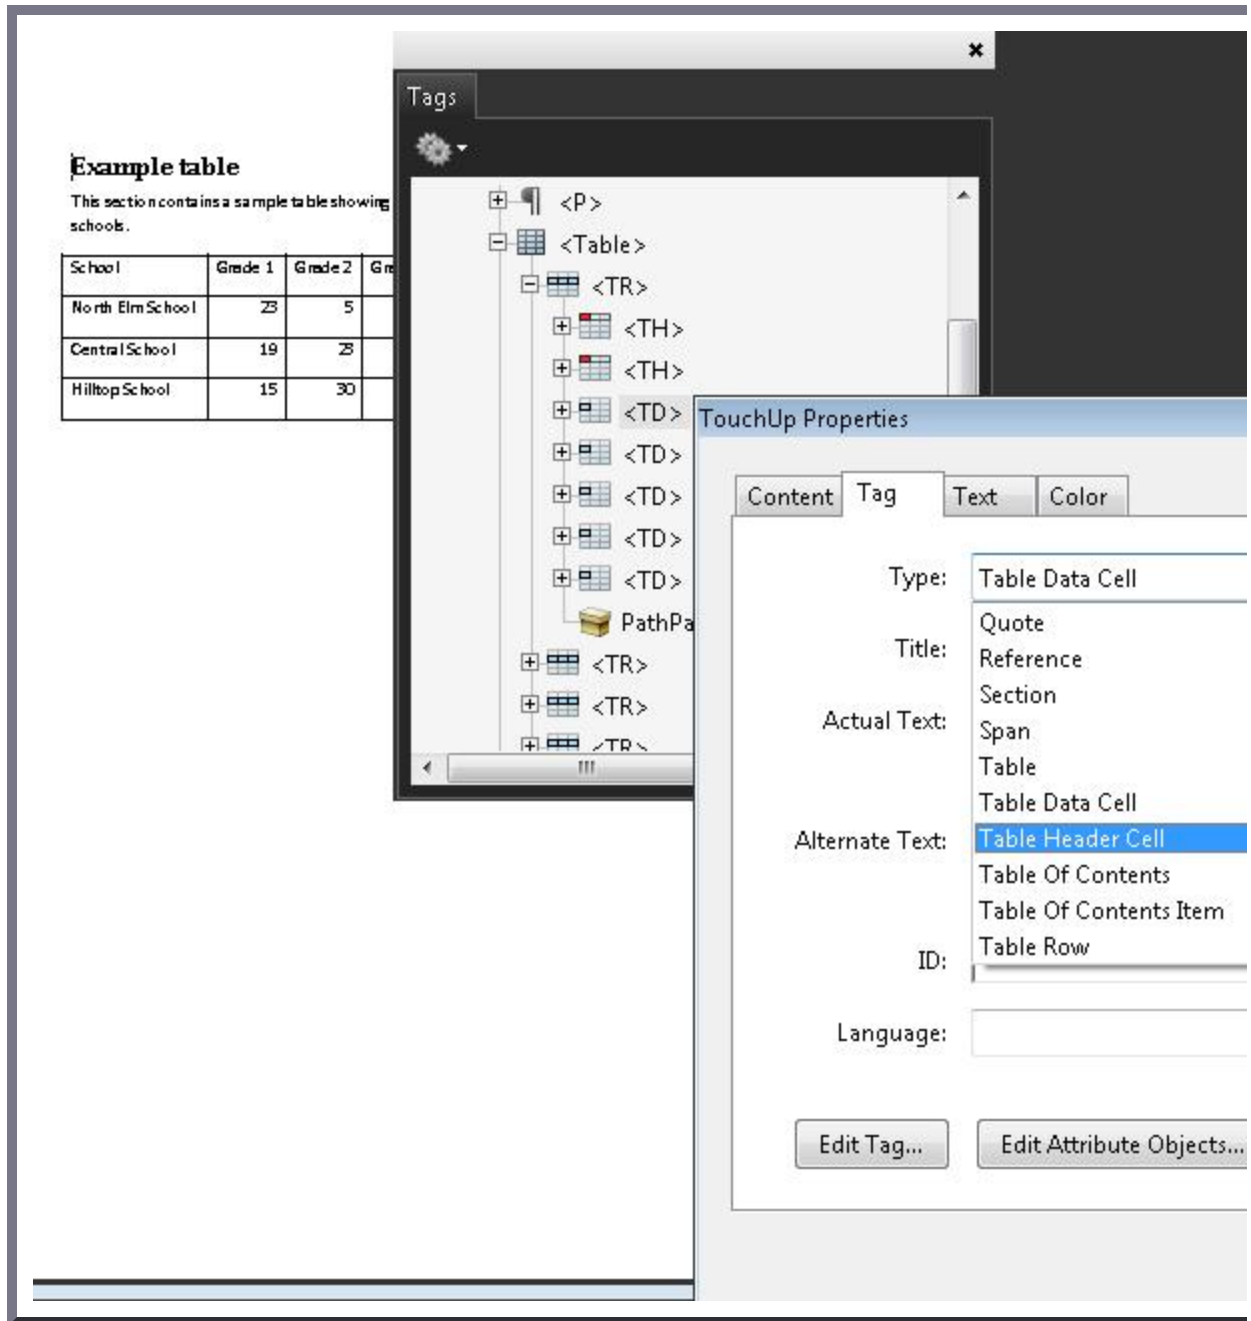 Tags
Example table
This section contains a sample table showing
schools.
School Grade 1 Grade 2 Gr
North Elm School 23 5
Central School 19 23
Hilltop School 15 30
<P>
<Table>
<TR>
<TH>
<TH>
<TD>
<TD>
<TD>
<TD>
<TD>
PathPa
<TR>
<TR>
<TR>
TouchUp Properties
Content Tag Text Color
Type: Table Data Cell
Quote
Title: Reference
Section
Actual Text: Span
Table
Table Data Cell
Alternate Text: Table Header Cell
Table Of Contents
Table Of Contents Item
Table Row
ID:
Language:
Edit Tag... Edit Attribute Objects...